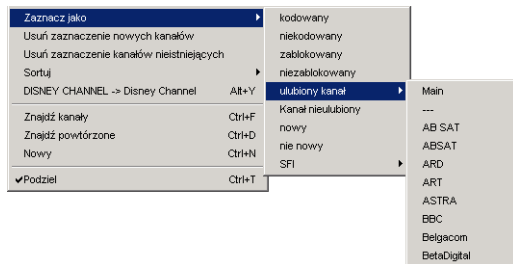 Zaznacz jako
Usuń zaznaczenie nowych kanałów
Usuń zaznaczenie kanałów nieistniejących
Sortuj
DISNEY CHANNEL -> Disney Channel Alt+Y
Znajdź kanały Ctrl+F
Znajdź powtórzone Ctrl+D
Nowy Ctrl+N
✔Podziel Ctrl+T
kodowany
niekodowany
zablokowany
niezablokowany
ulubiony kanał
Kanał nieulubiony
nowy
nie nowy
SFI
Main
---
AB SAT
ABSAT
ARD
ART
ASTRA
BBC
Belgacom
BetaDigital